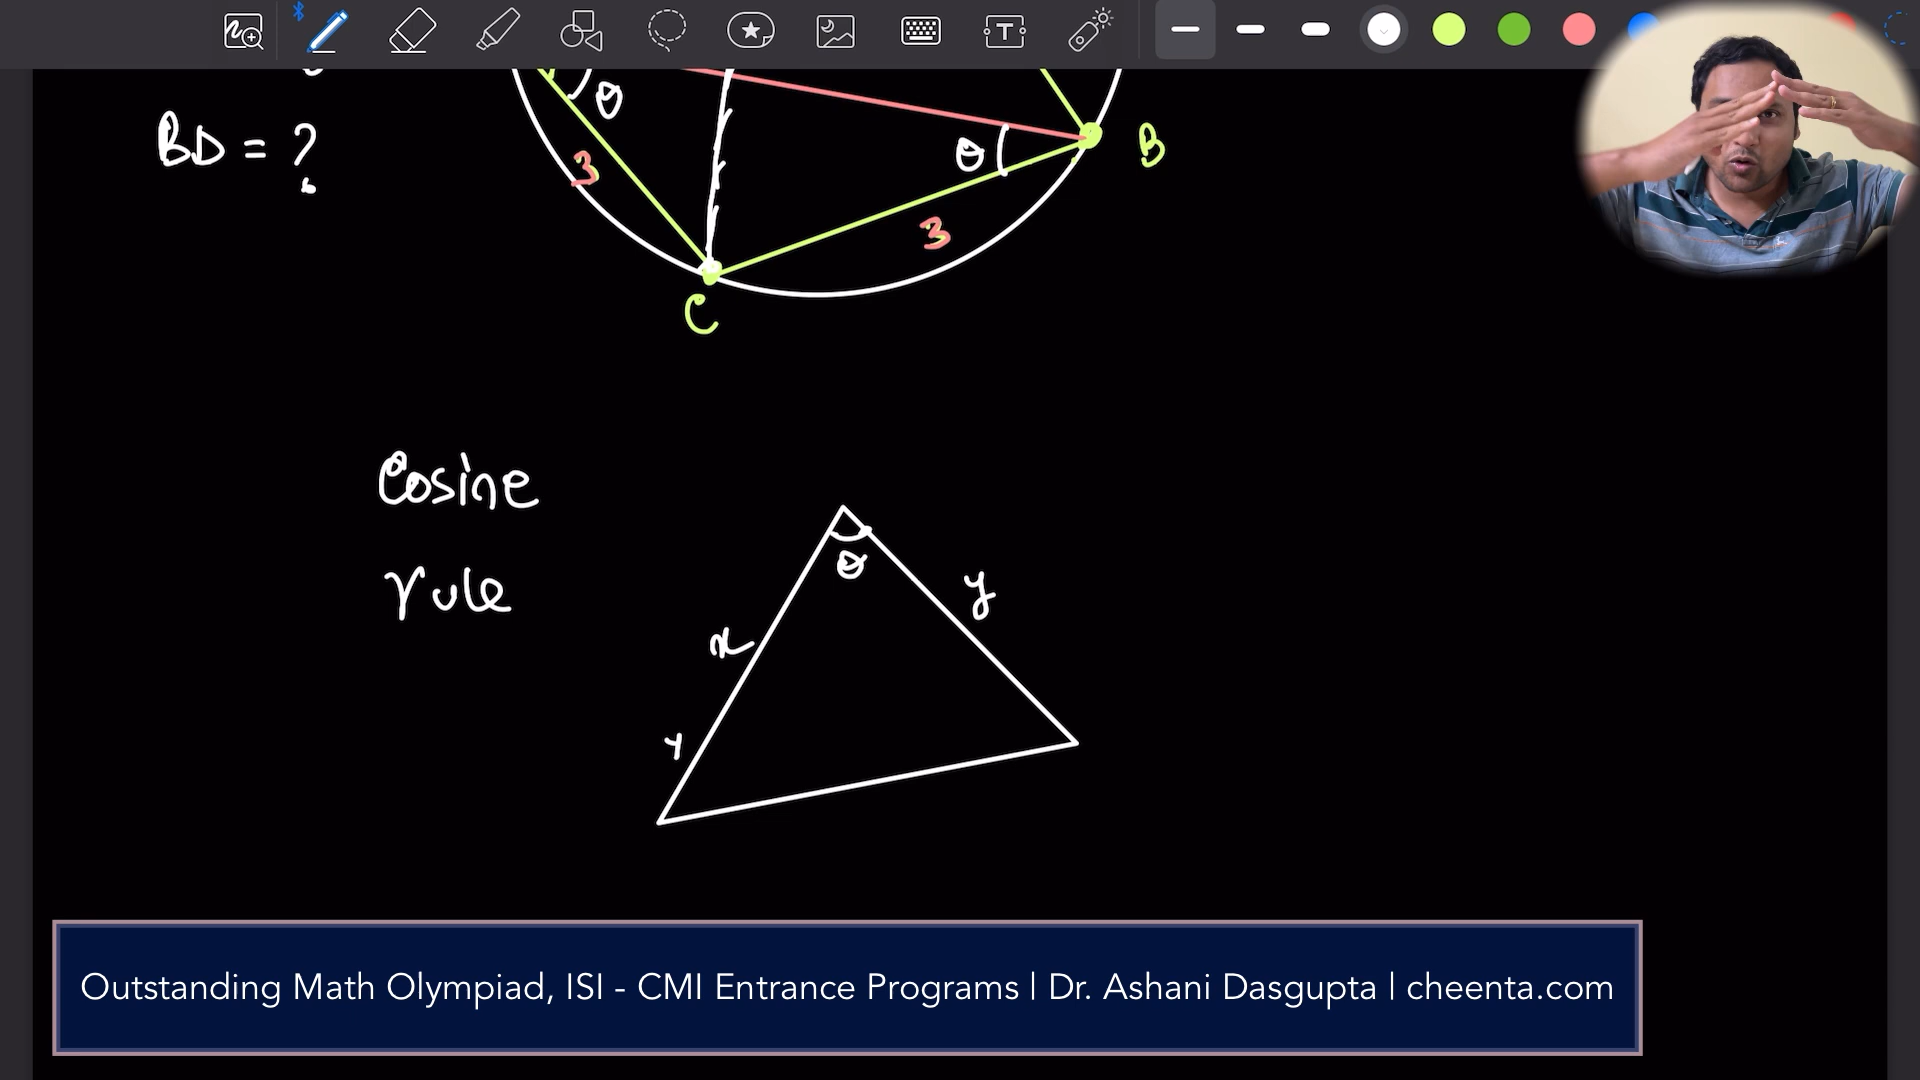 T
θ
BD = ?
3
θ
B
3
C
Cosine
rule
θ
y
x
Outstanding Math Olympiad, ISI - CMI Entrance Programs | Dr. Ashani Dasgupta | cheenta.com